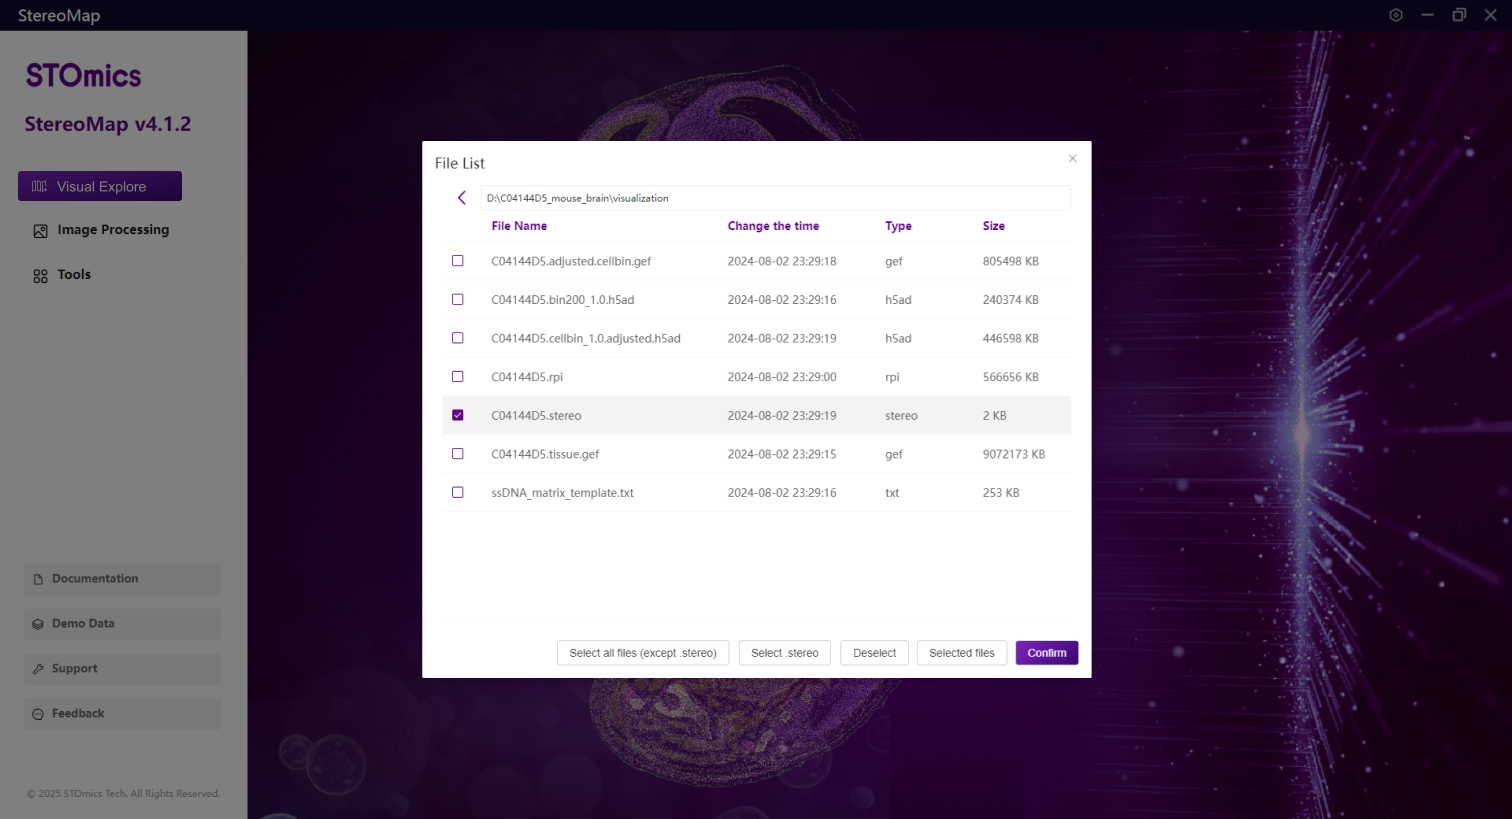 StereoMap
STOmics
StereoMap v4.1.2
Visual Explore
Image Processing
Tools
Documentation
Demo Data
Support
Feedback
© 2025 STOmics Tech. All Rights Reserved.
File List
D:\C04144D5_mouse_brain\visualization
File Name Change the time Type Size
C04144D5.adjusted.cellbin.gef 2024-08-02 23:29:18 gef 805498 KB
C04144D5.bin200_1.0.h5ad 2024-08-02 23:29:16 h5ad 240374 KB
C04144D5.cellbin_1.0.adjusted.h5ad 2024-08-02 23:29:19 h5ad 446598 KB
C04144D5.rpi 2024-08-02 23:29:00 rpi 566656 KB
C04144D5.stereo 2024-08-02 23:29:19 stereo 2 KB
C04144D5.tissue.gef 2024-08-02 23:29:15 gef 9072173 KB
ssDNA_matrix_template.txt 2024-08-02 23:29:16 txt 253 KB
Select all files (except .stereo) Select .stereo Deselect Selected files Confirm